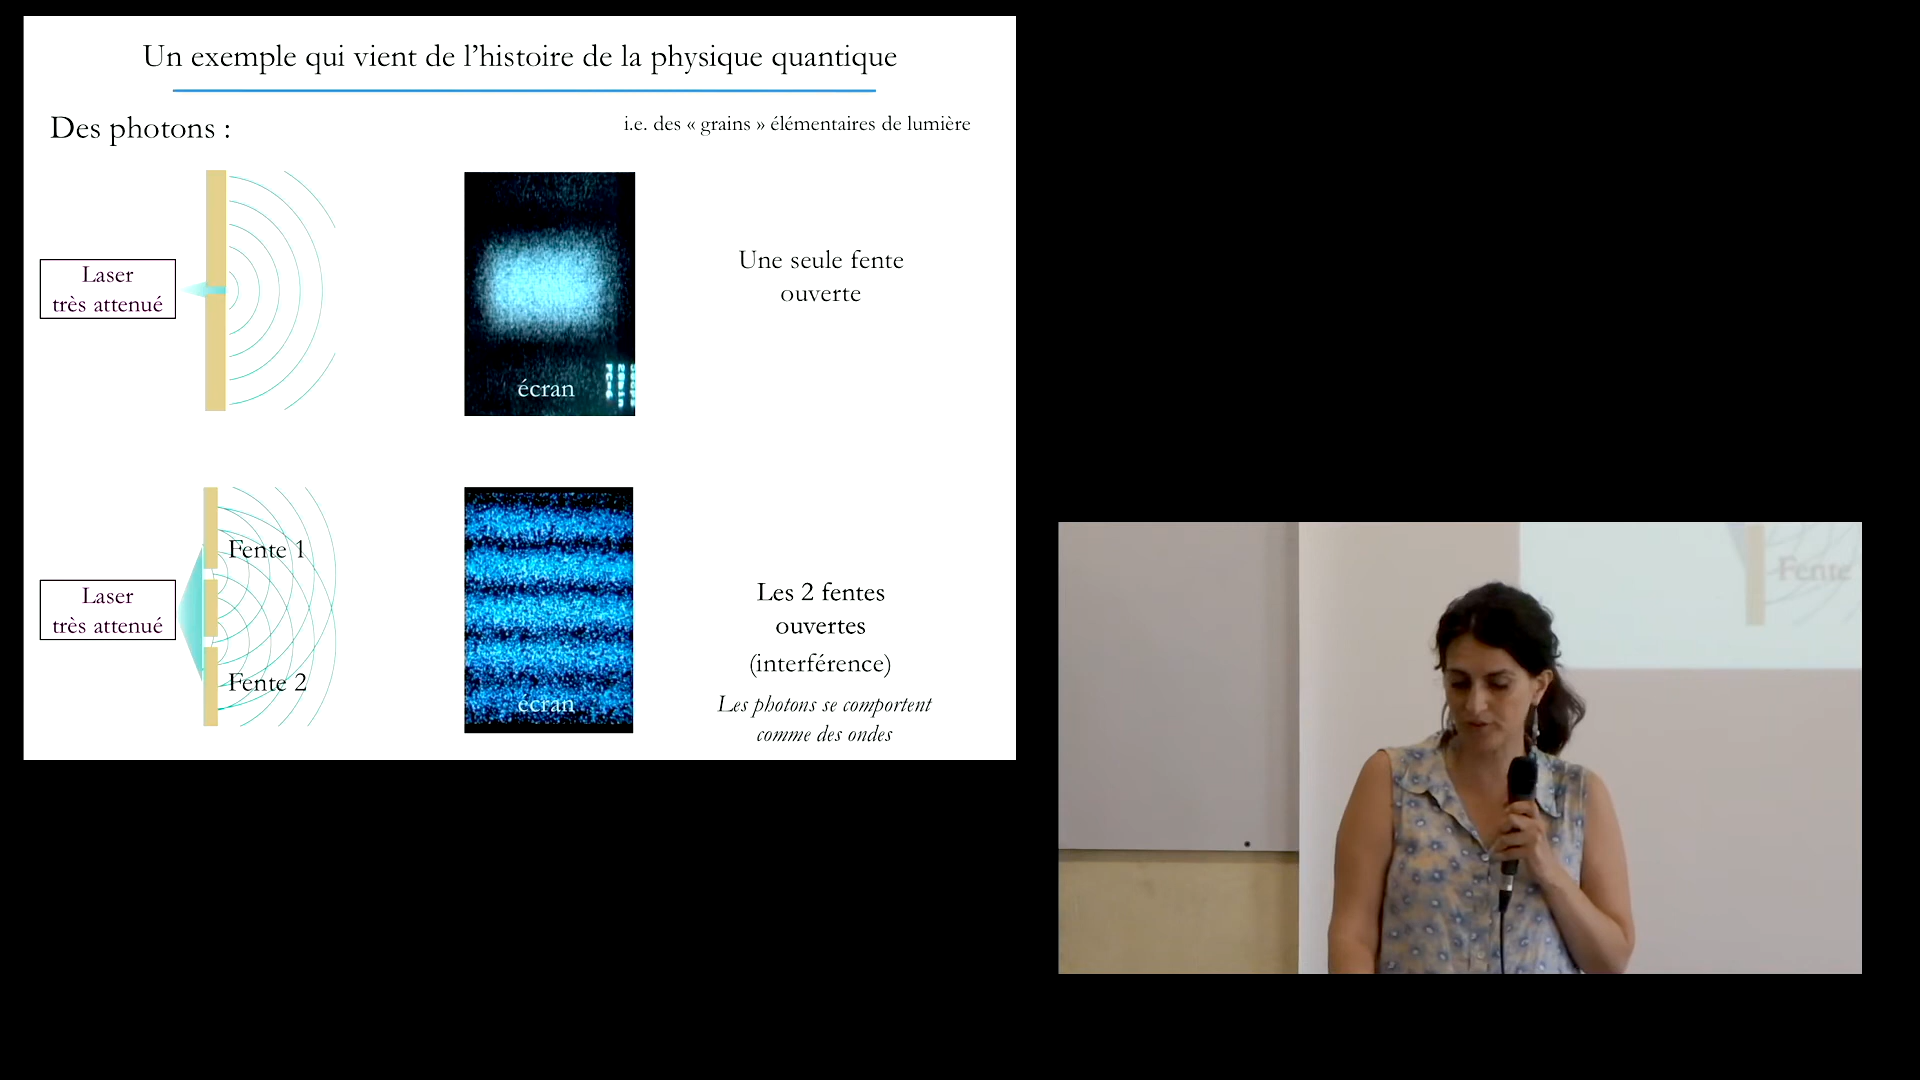 Un exemple qui vient de l’histoire de la physique quantique
Des photons :
i.e. des « grains » élémentaires de lumière
Laser
très attenué
écran
Une seule fente
ouverte
Fente 1
Laser
très attenué
Fente 2
écran
Les 2 fentes
ouvertes
(interférence)
Les photons se comportent
comme des ondes
Fente